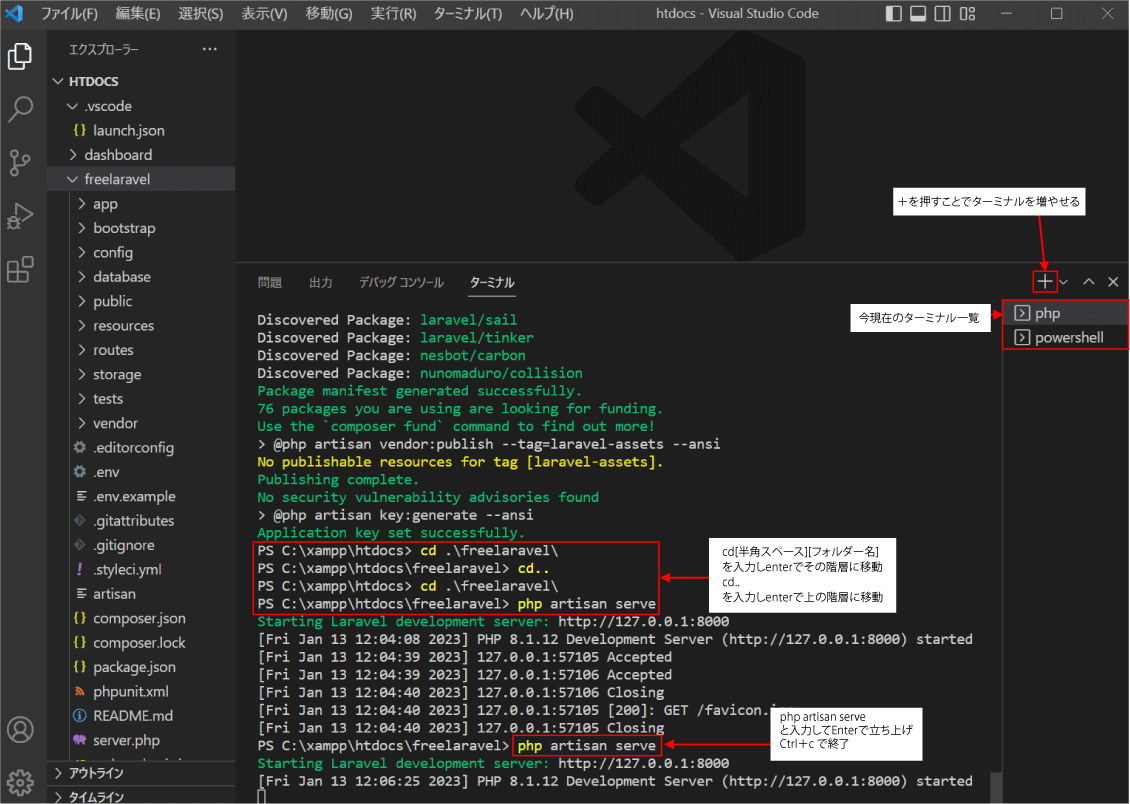 ファイル(F) 編集(E) 選択(S) 表示(V) 移動(G) 実行(R) ターミナル(T) ヘルプ(H) htdocs - Visual Studio Code
エクスプローラー
HTDOCS
.vscode
launch.json
dashboard
freelaravel
app
bootstrap
config
database
public
resources
routes
storage
tests
vendor
.editorconfig
.env
.env.example
.gitattributes
.gitignore
.styleci.yml
artisan
composer.json
composer.lock
package.json
phpunit.xml
README.md
server.php
アウトライン
タイムライン
+を押すことでターミナルを増やせる
問題 出力 デバッグ コンソール ターミナル
今現在のターミナル一覧
php
powershell
Discovered Package: laravel/sail
Discovered Package: laravel/tinker
Discovered Package: nesbot/carbon
Discovered Package: nunomaduro/collision
Package manifest generated successfully.
76 packages you are using are looking for funding.
Use the `composer fund` command to find out more!
> @php artisan vendor:publish --tag=laravel-assets --ansi
No publishable resources for tag [laravel-assets].
Publishing complete.
No security vulnerability advisories found
> @php artisan key:generate --ansi
Application key set successfully.
PS C:\xampp\htdocs> cd .\freelaravel\
PS C:\xampp\htdocs\freelaravel> cd..
PS C:\xampp\htdocs> cd .\freelaravel\
PS C:\xampp\htdocs\freelaravel> php artisan serve
cd[半角スペース][フォルダー名]
を入力しenterでその階層に移動
cd..
を入力しenterで上の階層に移動
Starting Laravel development server: http://127.0.0.1:8000
[Fri Jan 13 12:04:08 2023] PHP 8.1.12 Development Server (http://127.0.0.1:8000) started
[Fri Jan 13 12:04:39 2023] 127.0.0.1:57105 Accepted
[Fri Jan 13 12:04:39 2023] 127.0.0.1:57106 Accepted
[Fri Jan 13 12:04:40 2023] 127.0.0.1:57106 Closing
[Fri Jan 13 12:04:40 2023] 127.0.0.1:57105 [200]: GET /favicon.
[Fri Jan 13 12:04:40 2023] 127.0.0.1:57105 Closing
PS C:\xampp\htdocs\freelaravel> php artisan serve
php artisan serve
と入力してEnterで立ち上げ
Ctrl+c で終了
Starting Laravel development server: http://127.0.0.1:8000
[Fri Jan 13 12:06:25 2023] PHP 8.1.12 Development Server (http://127.0.0.1:8000) started